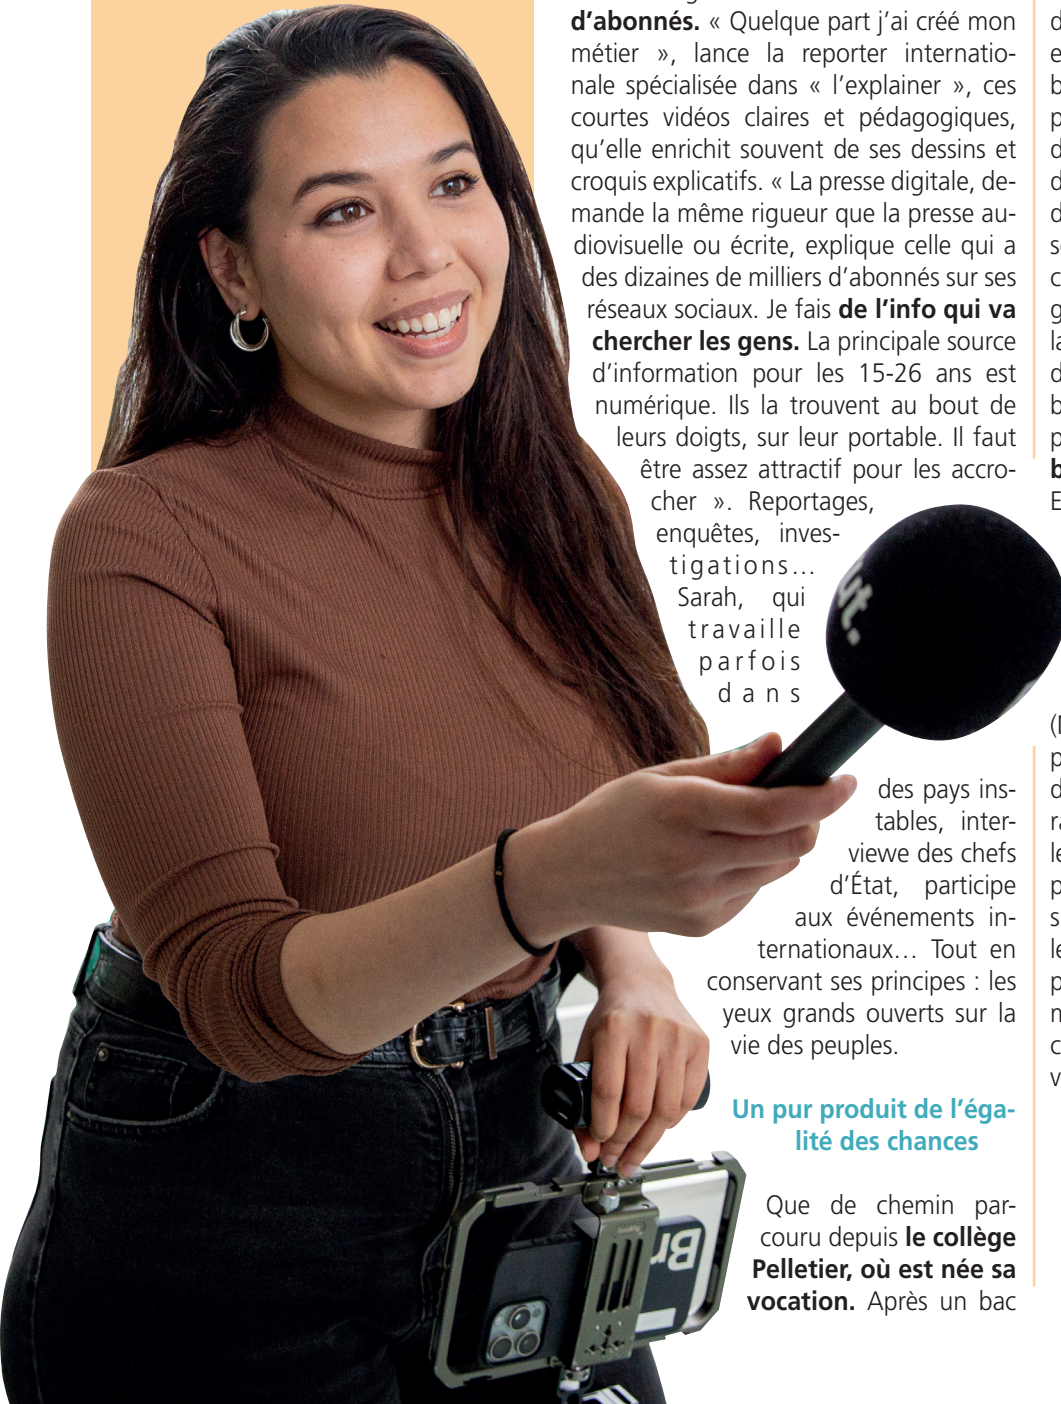 d'abonnés. « Quelque part j'ai créé mon
métier », lance la reporter internatio-
nale spécialisée dans « l'explainer », ces
courtes vidéos claires et pédagogiques,
qu'elle enrichit souvent de ses dessins et
croquis explicatifs. « La presse digitale, de-
mande la même rigueur que la presse au-
diovisuelle ou écrite, explique celle qui a
des dizaines de milliers d'abonnés sur ses
réseaux sociaux. Je fais de l'info qui va
chercher les gens. La principale source
d'information pour les 15-26 ans est
numérique. Ils la trouvent au bout de
leurs doigts, sur leur portable. Il faut
être assez attractif pour les accro-
cher ». Reportages,
enquêtes, inves-
tigations...
Sarah, qui
travaille
parfois
dans
des pays ins-
tables, inter-
viewe des chefs
d'État, participe
aux événements in-
ternationaux... Tout en
conservant ses principes : les
yeux grands ouverts sur la
vie des peuples.
Un pur produit de l'éga-
lité des chances
Que de chemin par-
couru depuis le collège
Pelletier, où est née sa
vocation. Après un bac
ut.
Br